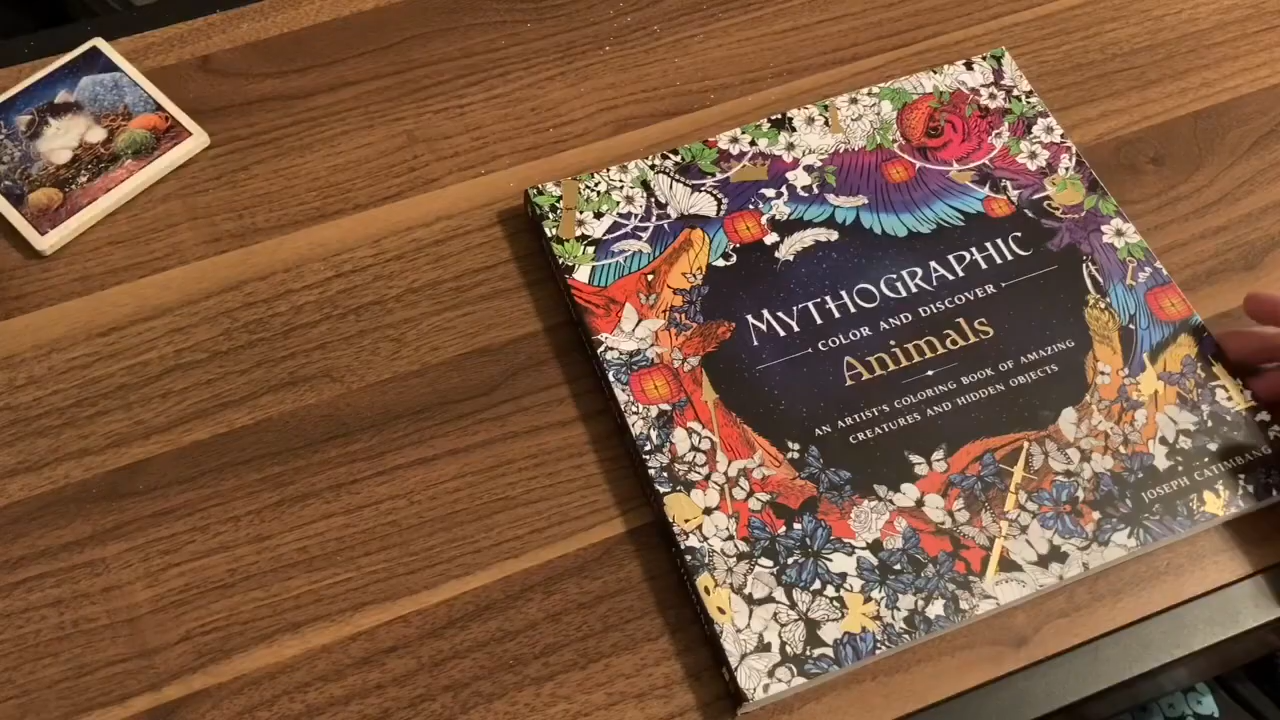 MYTHOGRAPHIC
COLOR AND DISCOVER
Animals
AN ARTIST'S COLORING BOOK OF AMAZING
CREATURES AND HIDDEN OBJECTS
JOSEPH CATIMBANG